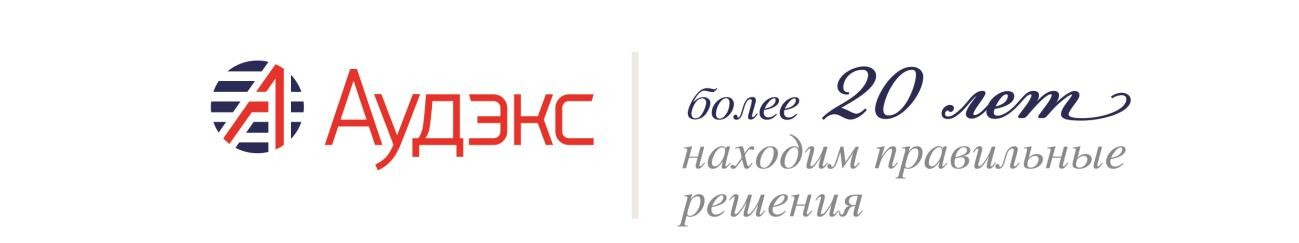 Аудэкс
более 20 лет
находим правильные
решения